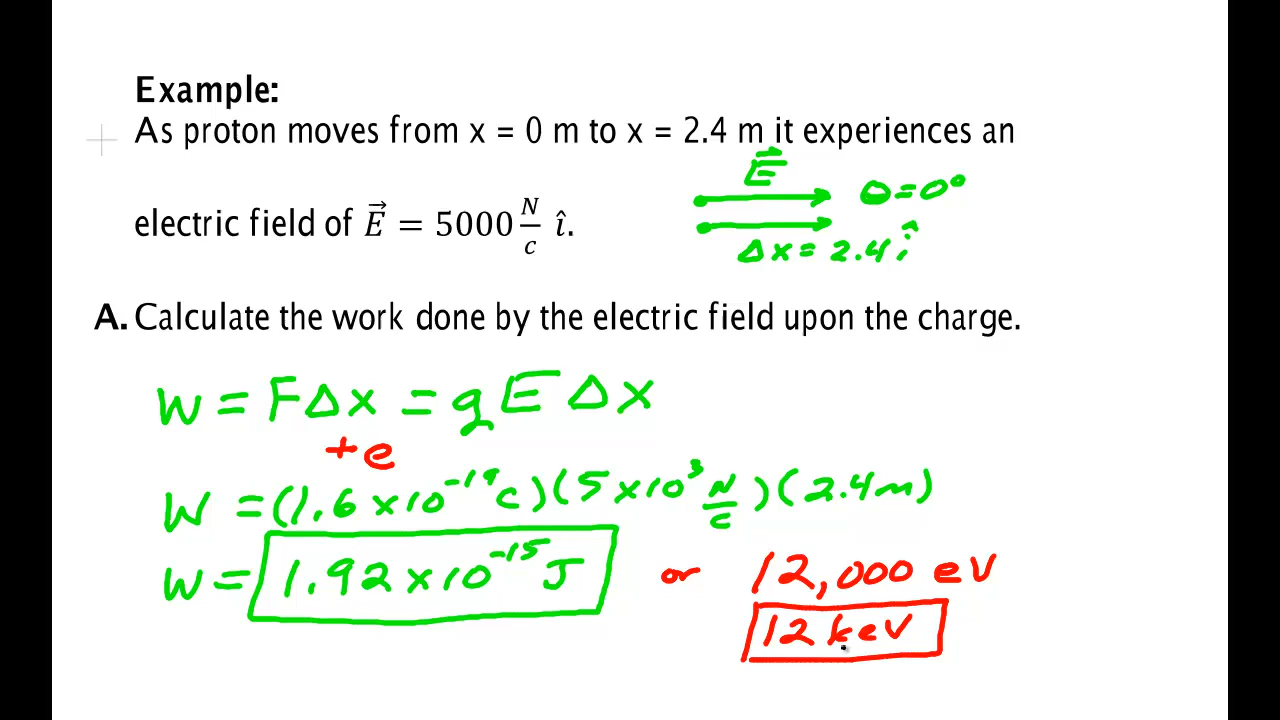 Example:
As proton moves from x = 0 m to x = 2.4 m it experiences an
E⃗
θ = 0°
electric field of E⃗ = 5000 N/C î.
Δx = 2.4 î
A. Calculate the work done by the electric field upon the charge.
W = FΔx = qEΔx
+e
W = (1.6 x 10⁻¹⁹ C)(5 x 10³ N/C)(2.4 m)
W = 1.92 x 10⁻¹⁵ J or 12,000 eV
12 keV